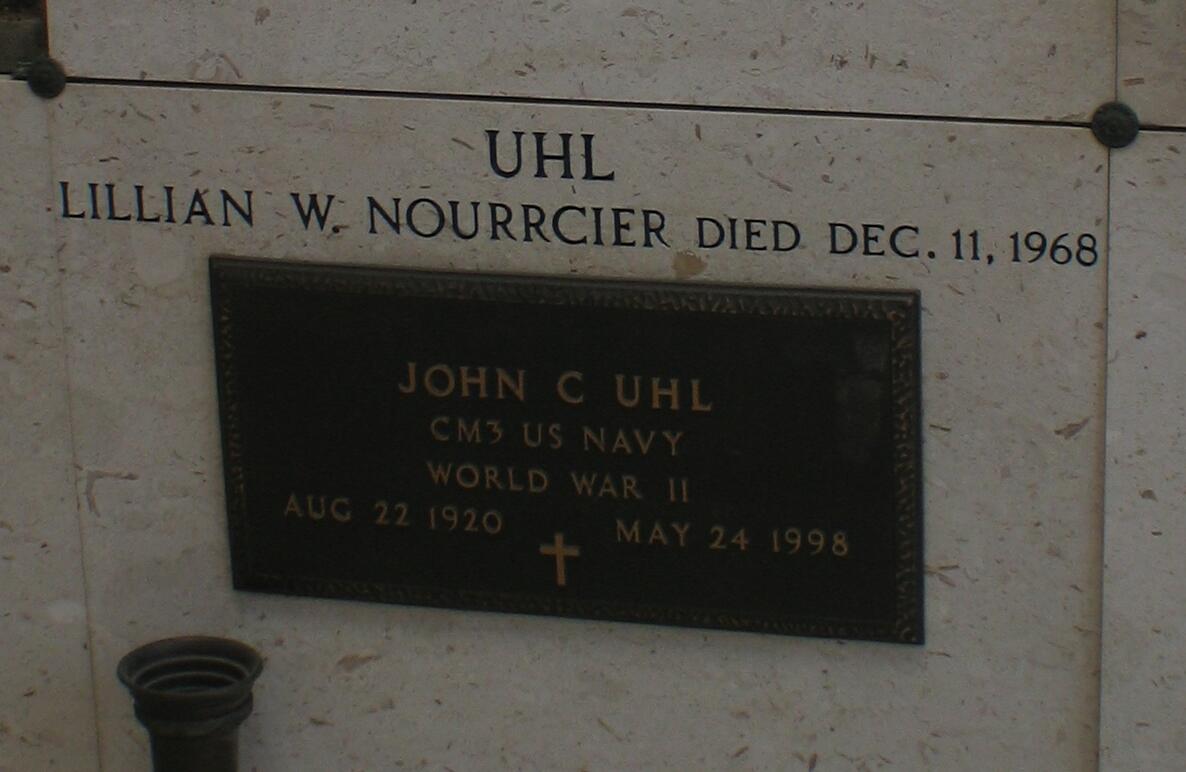 UHL
LILLIAN W. NOURRCIER DIED DEC. 11, 1968
JOHN C UHL
CM3 US NAVY
WORLD WAR II
AUG 22 1920 MAY 24 1998